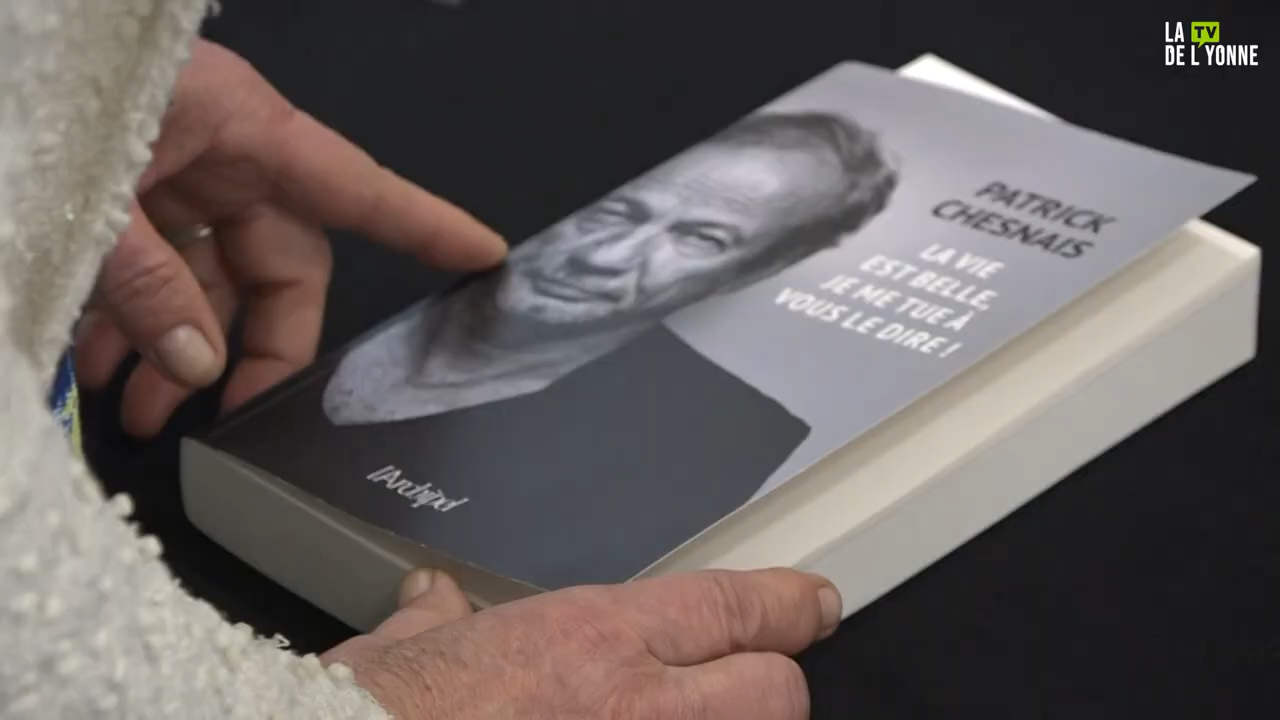 LA TV
DE L'YONNE
PATRICK
CHESNAIS
LA VIE
EST BELLE,
JE ME TUE À
VOUS LE DIRE !
l'Archipel